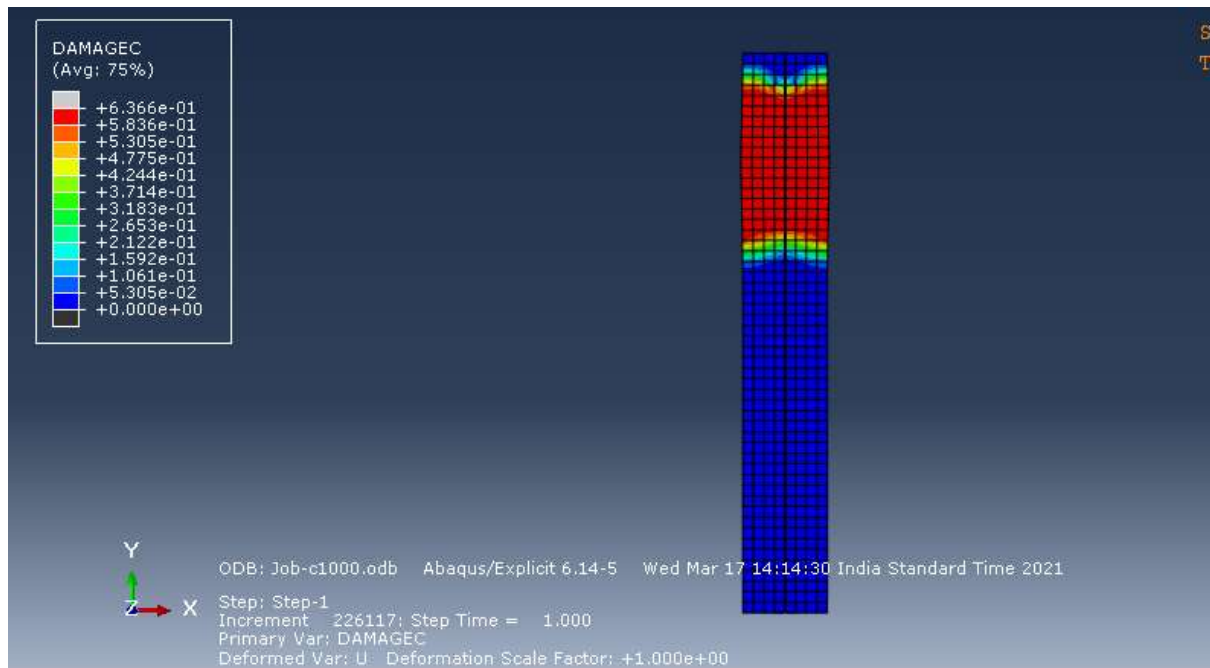 DAMAGEC
(Avg: 75%)
+6.366e-01
+5.836e-01
+5.305e-01
+4.775e-01
+4.244e-01
+3.714e-01
+3.183e-01
+2.653e-01
+2.122e-01
+1.592e-01
+1.061e-01
+5.305e-02
+0.000e+00
S
T
Y
Z X
ODB: Job-c1000.odb Abaqus/Explicit 6.14-5 Wed Mar 17 14:14:30 India Standard Time 2021
Step: Step-1
Increment 226117: Step Time = 1.000
Primary Var: DAMAGEC
Deformed Var: U Deformation Scale Factor: +1.000e+00